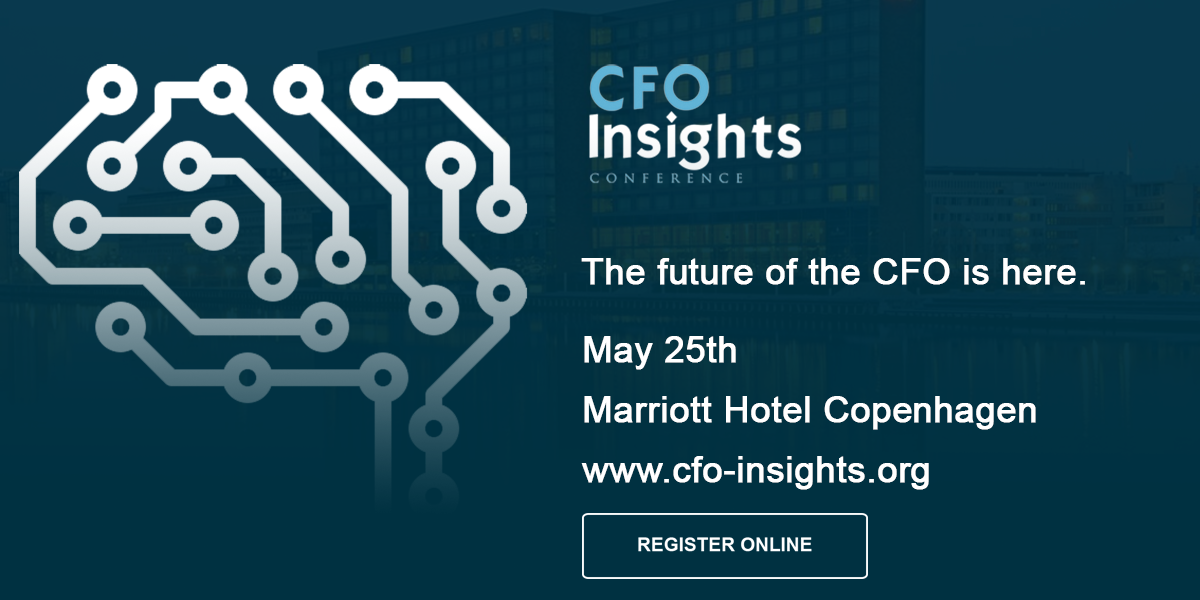 CFO
Insights
CONFERENCE
The future of the CFO is here.
May 25th
Marriott Hotel Copenhagen
www.cfo-insights.org
REGISTER ONLINE